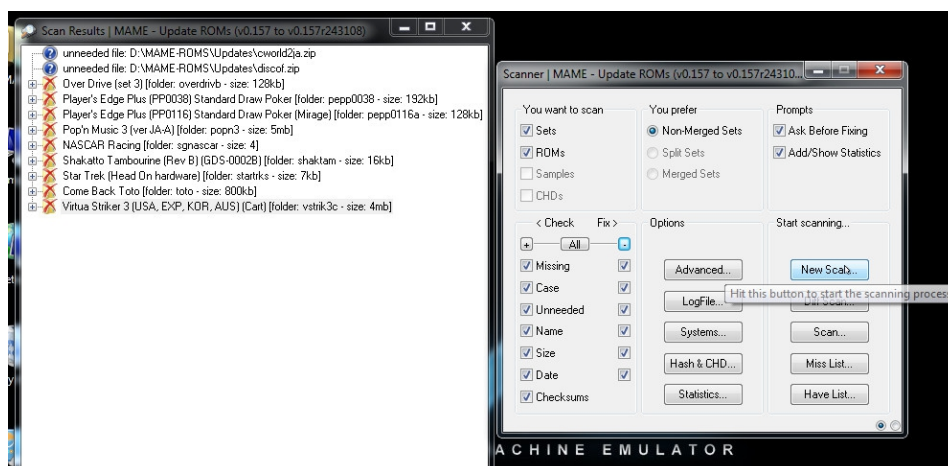 Scan Results | MAME - Update ROMs (v0.157 to v0.157r243108)
unneeded file: D:\MAME-ROMS\Updates\cworld2ja.zip
unneeded file: D:\MAME-ROMS\Updates\discof.zip
Over Drive (set 3) [folder: overdrivb - size: 128kb]
Player's Edge Plus (PP0038) Standard Draw Poker [folder: pepp0038 - size: 192kb]
Player's Edge Plus (PP0116) Standard Draw Poker (Mirage) [folder: pepp0116a - size: 128kb]
Pop'n Music 3 (ver JA-A) [folder: popn3 - size: 5mb]
NASCAR Racing [folder: sgnascar - size: 4]
Shakatto Tambourine (Rev B) (GDS-0002B) [folder: shaktam - size: 16kb]
Star Trek (Head On hardware) [folder: startrks - size: 7kb]
Come Back Toto [folder: toto - size: 800kb]
Virtua Striker 3 (USA, EXP, KOR, AUS) (Cart) [folder: vstrik3c - size: 4mb]
Scanner | MAME - Update ROMs (v0.157 to v0.157r24310...
You want to scan
Sets
ROMs
Samples
CHDs
You prefer
Non-Merged Sets
Split Sets
Merged Sets
Prompts
Ask Before Fixing
Add/Show Statistics
< Check Fix >
+ All -
Missing
Case
Unneeded
Name
Size
Date
Checksums
Options
Advanced...
LogFile...
Systems...
Hash & CHD...
Statistics...
Start scanning...
New Scan...
Hit this button to start the scanning process
Scan...
Miss List...
Have List...
ACHINE EMULATOR